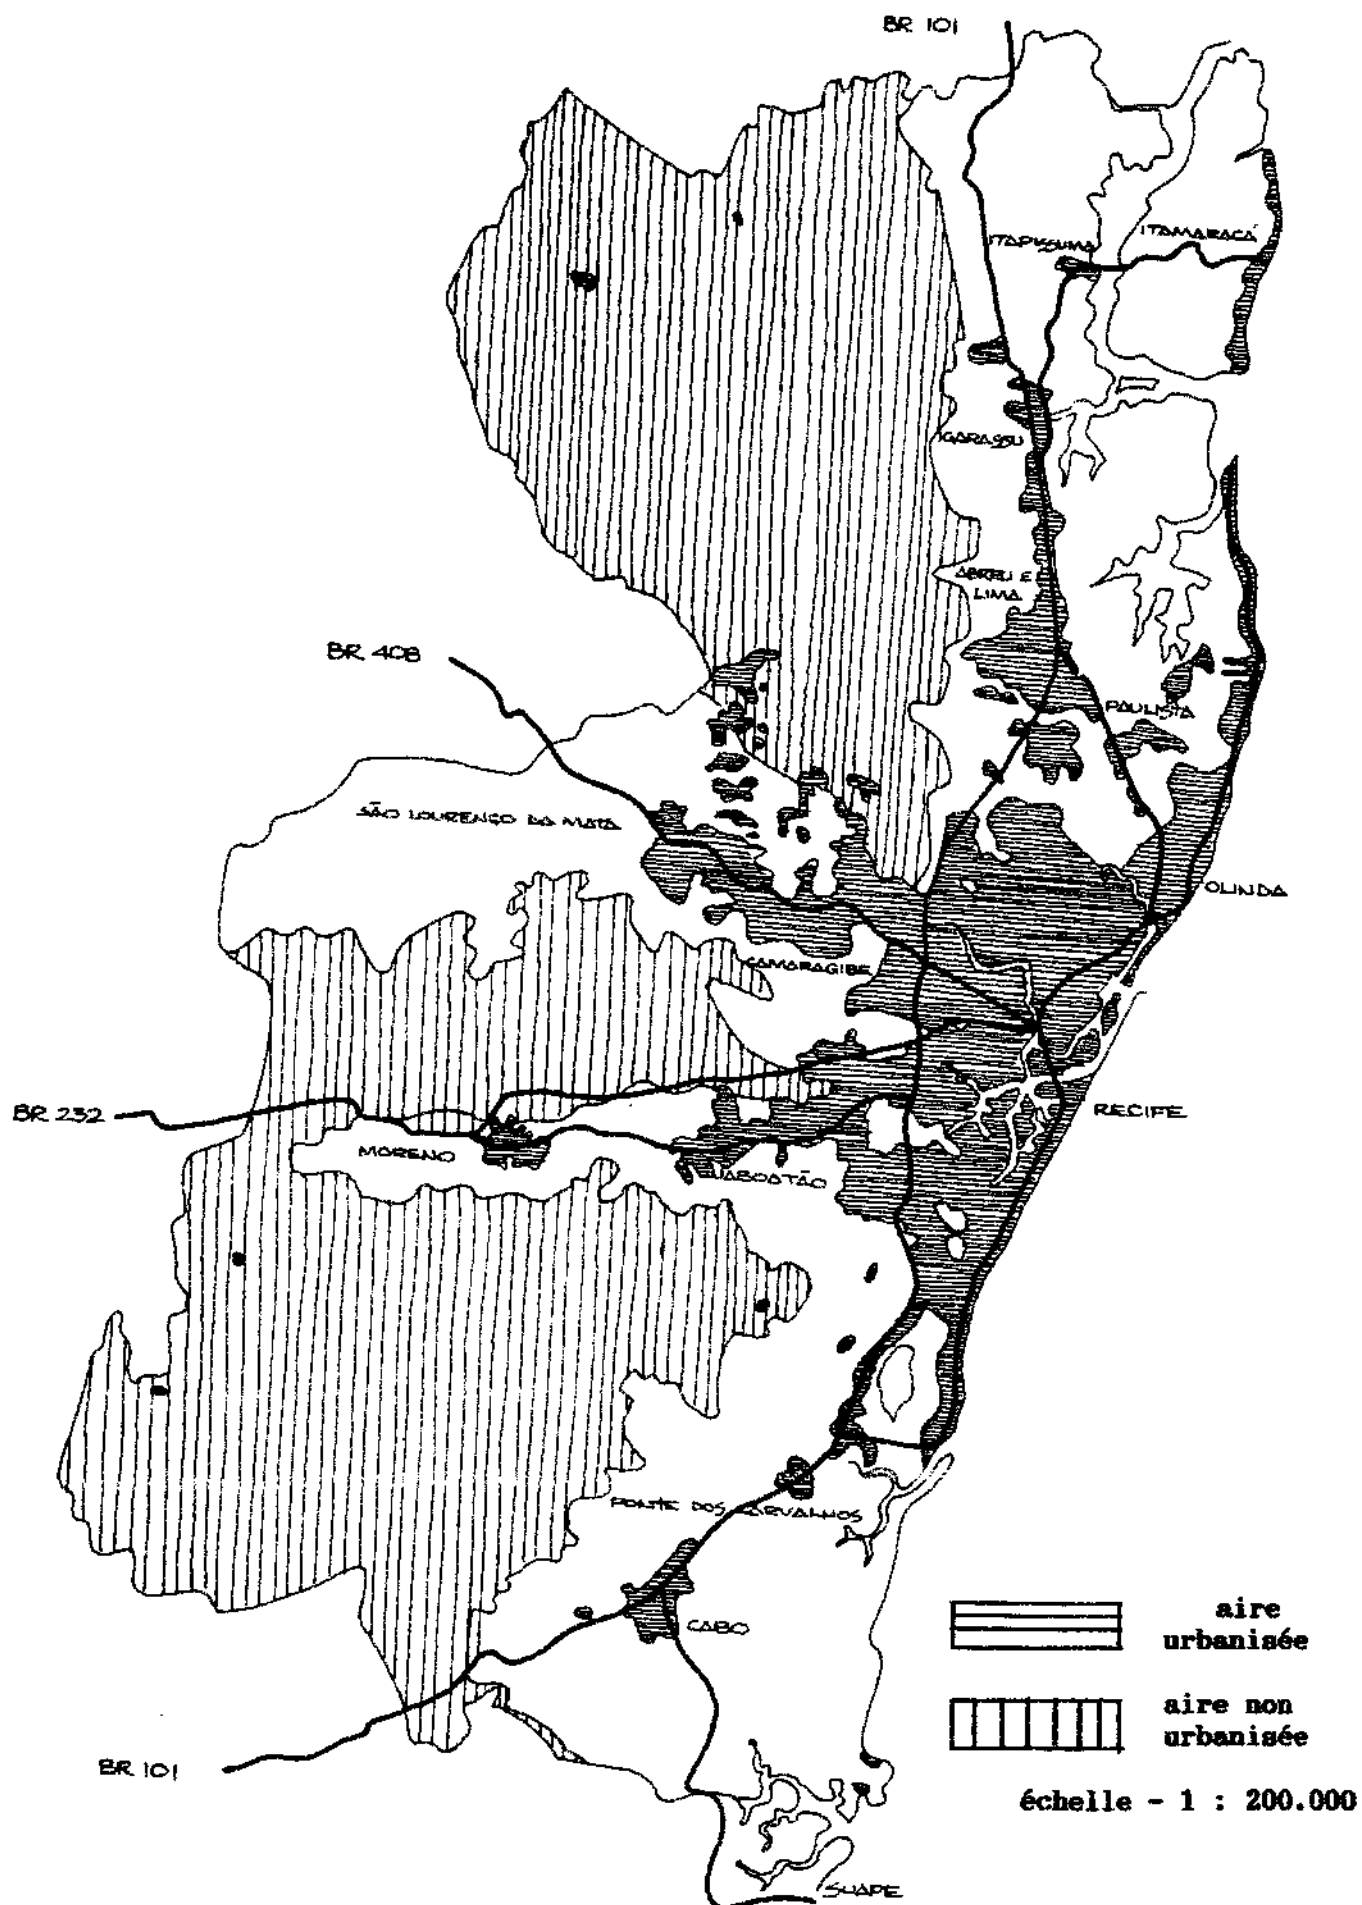 BR 101
ITAPISSUMA
ITAMARACÁ
IGARASSU
ABREU E
LIMA
BR 408
PAULISTA
SÃO LOURENÇO DA MATA
OLINDA
CAMARAGIBE
BR 232
RECIFE
MORENO
JABOATÃO
PONTE DOS CARVALHOS
CABO
aire
urbanisée
aire non
urbanisée
BR 101
échelle - 1 : 200.000
SUAPE